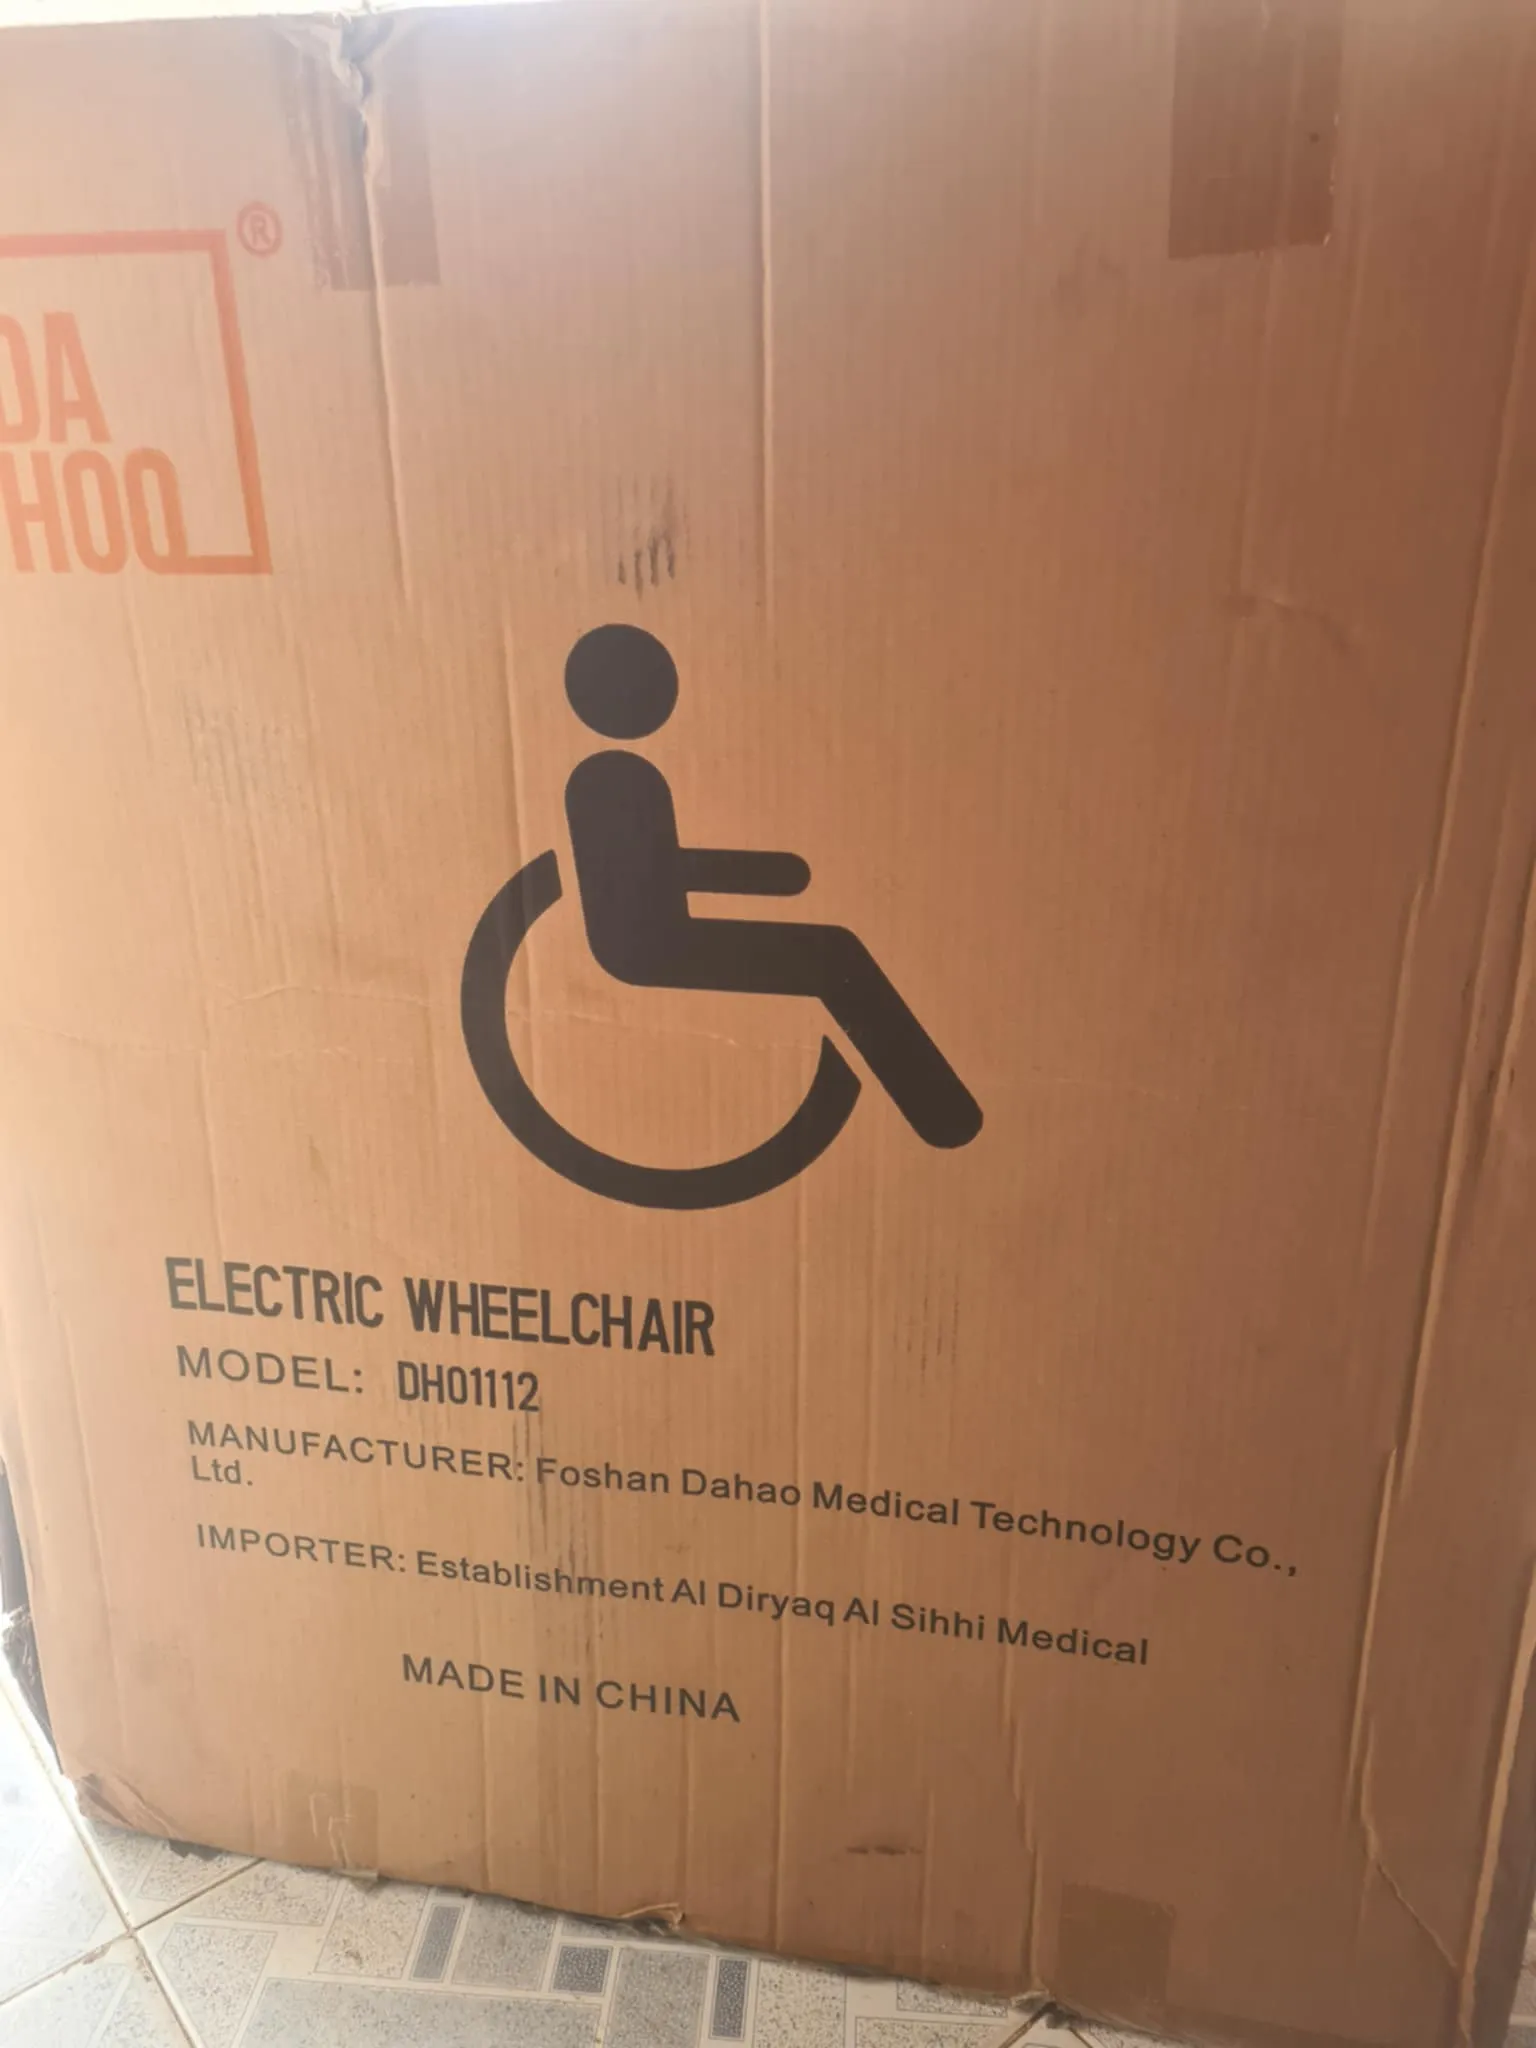 ®
DA
HOO
ELECTRIC WHEELCHAIR
MODEL: DH01112
MANUFACTURER: Foshan Dahao Medical Technology Co.,
Ltd.
IMPORTER: Establishment Al Diryaq Al Sihhi Medical
MADE IN CHINA